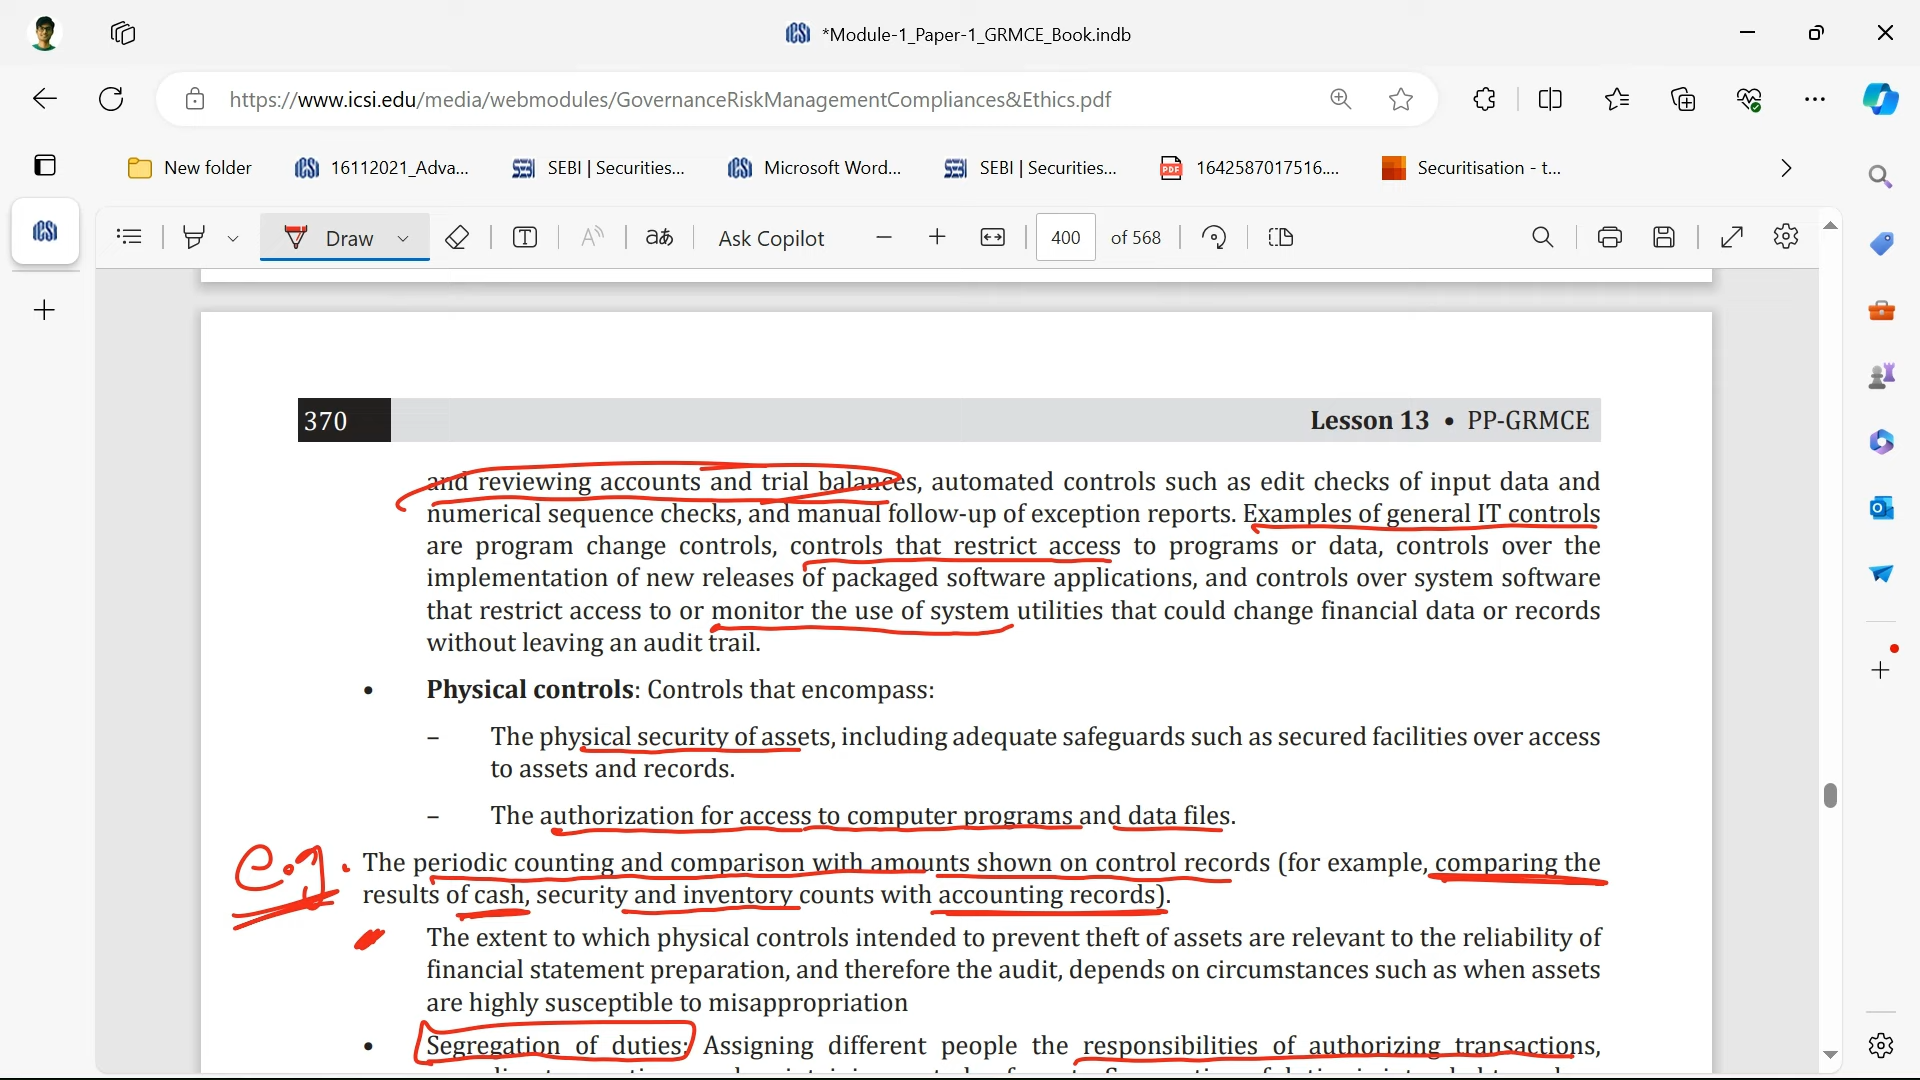 *Module-1_Paper-1_GRMCE_Book.indb
https://www.icsi.edu/media/webmodules/GovernanceRiskManagementCompliances&Ethics.pdf
New folder
16112021_Adva...
SEBI | Securities...
Microsoft Word...
SEBI | Securities...
1642587017516....
Securitisation - t...
Draw
Ask Copilot
400 of 568
370
Lesson 13 • PP-GRMCE
and reviewing accounts and trial balances, automated controls such as edit checks of input data and
numerical sequence checks, and manual follow-up of exception reports. Examples of general IT controls
are program change controls, controls that restrict access to programs or data, controls over the
implementation of new releases of packaged software applications, and controls over system software
that restrict access to or monitor the use of system utilities that could change financial data or records
without leaving an audit trail.
• Physical controls: Controls that encompass:
– The physical security of assets, including adequate safeguards such as secured facilities over access
to assets and records.
– The authorization for access to computer programs and data files.
e.g.
The periodic counting and comparison with amounts shown on control records (for example, comparing the
results of cash, security and inventory counts with accounting records).
The extent to which physical controls intended to prevent theft of assets are relevant to the reliability of
financial statement preparation, and therefore the audit, depends on circumstances such as when assets
are highly susceptible to misappropriation
• Segregation of duties: Assigning different people the responsibilities of authorizing transactions,